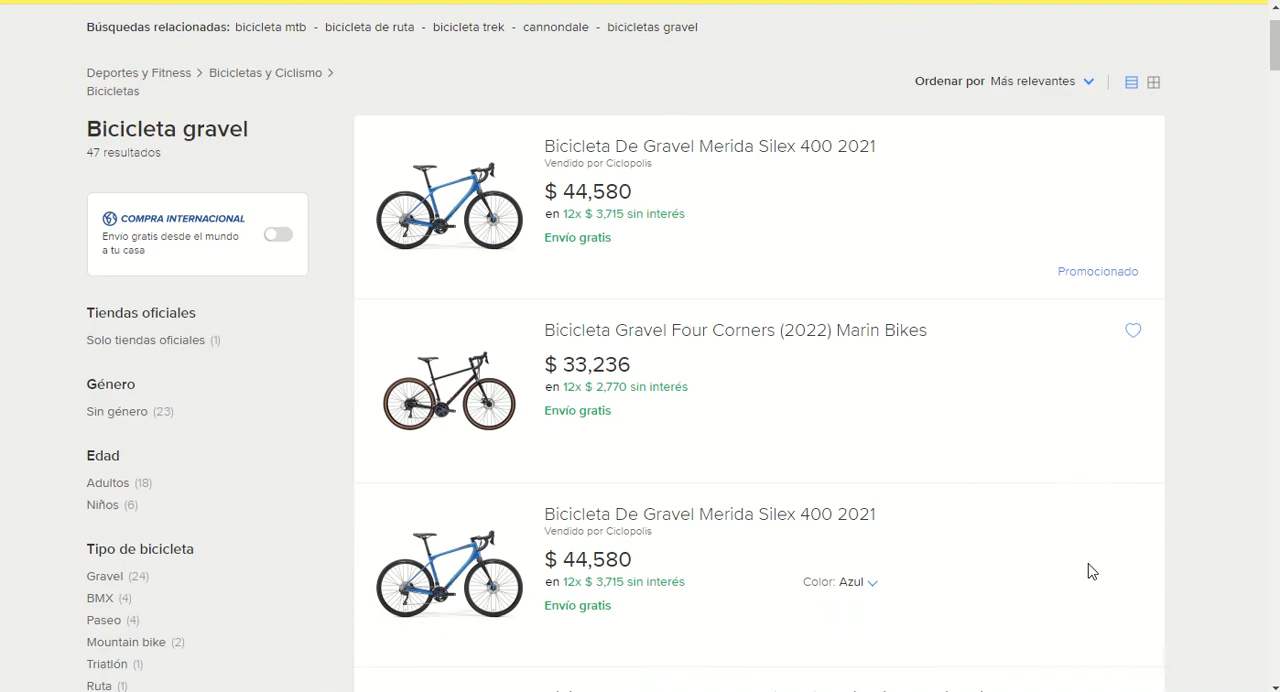 Búsquedas relacionadas: bicicleta mtb - bicicleta de ruta - bicicleta trek - cannondale - bicicletas gravel
Deportes y Fitness > Bicicletas y Ciclismo >
Bicicletas
Ordenar por Más relevantes
Bicicleta gravel
47 resultados
COMPRA INTERNACIONAL
Envío gratis desde el mundo
a tu casa
Tiendas oficiales
Solo tiendas oficiales (1)
Género
Sin género (23)
Edad
Adultos (18)
Niños (6)
Tipo de bicicleta
Gravel (24)
BMX (4)
Paseo (4)
Mountain bike (2)
Triatlón (1)
Ruta (1)
Bicicleta De Gravel Merida Silex 400 2021
Vendido por Ciclopolis
$ 44,580
en 12x $ 3,715 sin interés
Envío gratis
Promocionado
Bicicleta Gravel Four Corners (2022) Marin Bikes
$ 33,236
en 12x $ 2,770 sin interés
Envío gratis
Bicicleta De Gravel Merida Silex 400 2021
Vendido por Ciclopolis
$ 44,580
en 12x $ 3,715 sin interés
Color: Azul
Envío gratis